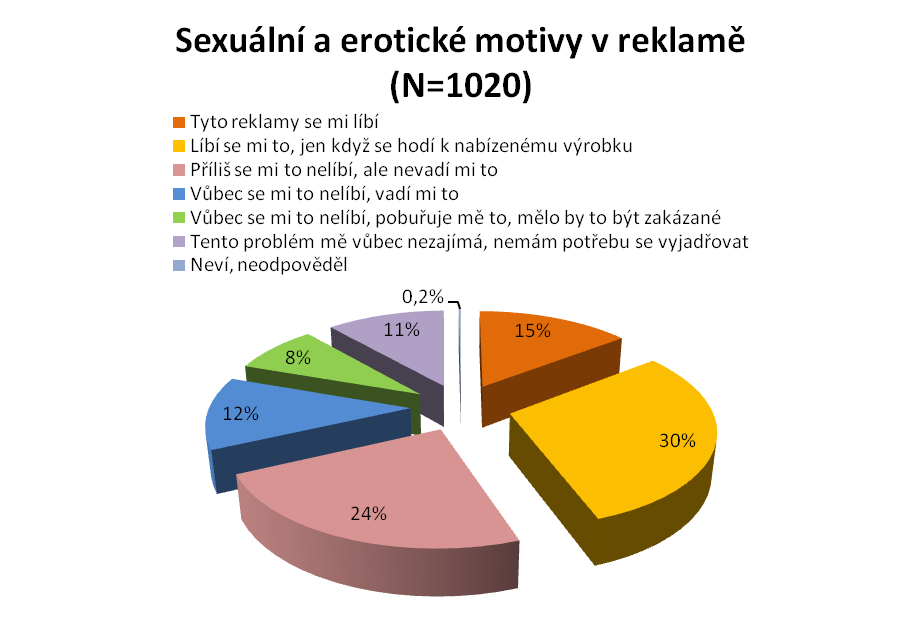 Sexuální a erotické motivy v reklamě
(N=1020)
Tyto reklamy se mi líbí
Líbí se mi to, jen když se hodí k nabízenému výrobku
Příliš se mi to nelíbí, ale nevadí mi to
Vůbec se mi to nelíbí, vadí mi to
Vůbec se mi to nelíbí, pobuřuje mě to, mělo by to být zakázané
Tento problém mě vůbec nezajímá, nemám potřebu se vyjadřovat
Neví, neodpověděl
0,2%
11%
15%
8%
12%
30%
24%